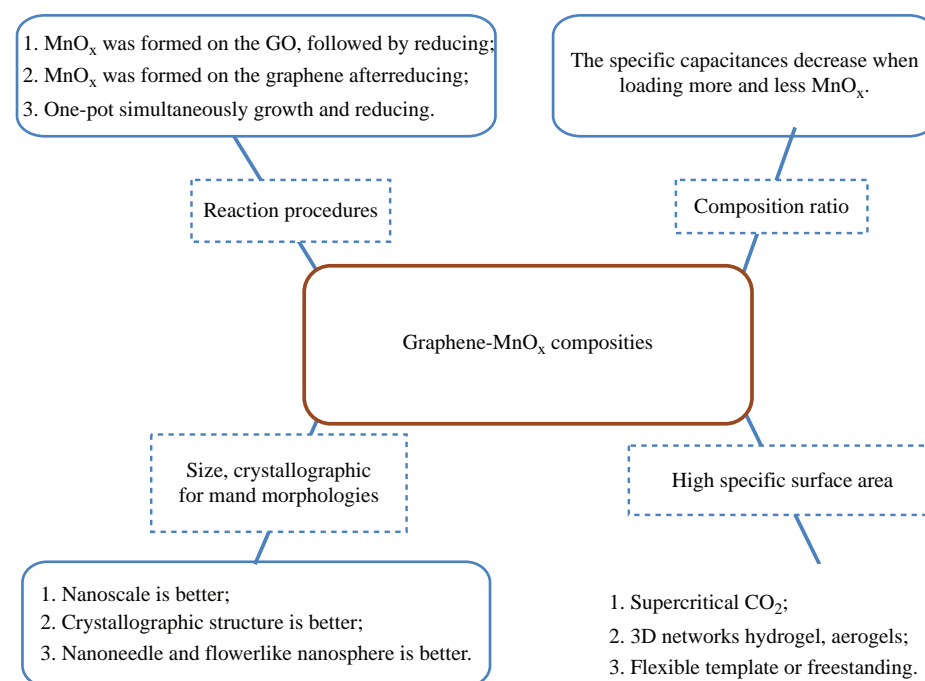 1. MnOₓ was formed on the GO, followed by reducing;
2. MnOₓ was formed on the graphene afterreducing;
3. One-pot simultaneously growth and reducing.
The specific capacitances decrease when
loading more and less MnOₓ.
Reaction procedures
Composition ratio
Graphene-MnOₓ composities
Size, crystallographic
for mand morphologies
High specific surface area
1. Nanoscale is better;
2. Crystallographic structure is better;
3. Nanoneedle and flowerlike nanosphere is better.
1. Supercritical CO₂;
2. 3D networks hydrogel, aerogels;
3. Flexible template or freestanding.